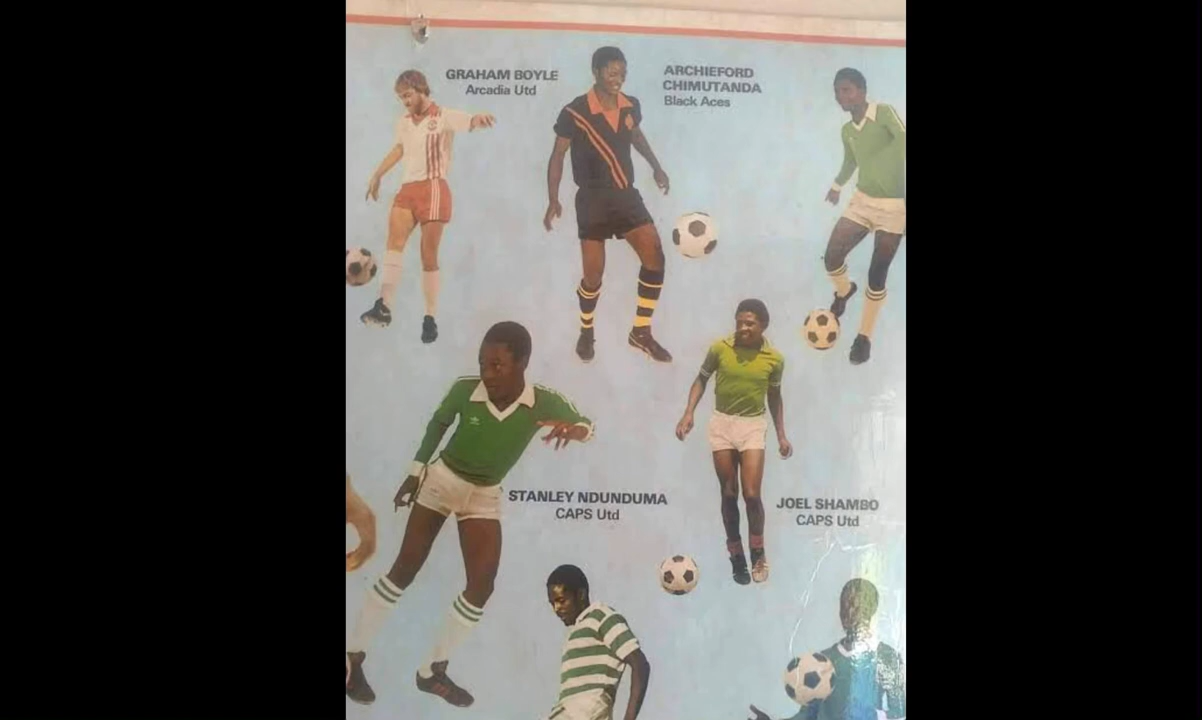 GRAHAM BOYLE
Arcadia Utd
ARCHIEFORD
CHIMUTANDA
Black Aces
STANLEY NDUNDUMA
CAPS Utd
JOEL SHAMBO
CAPS Utd